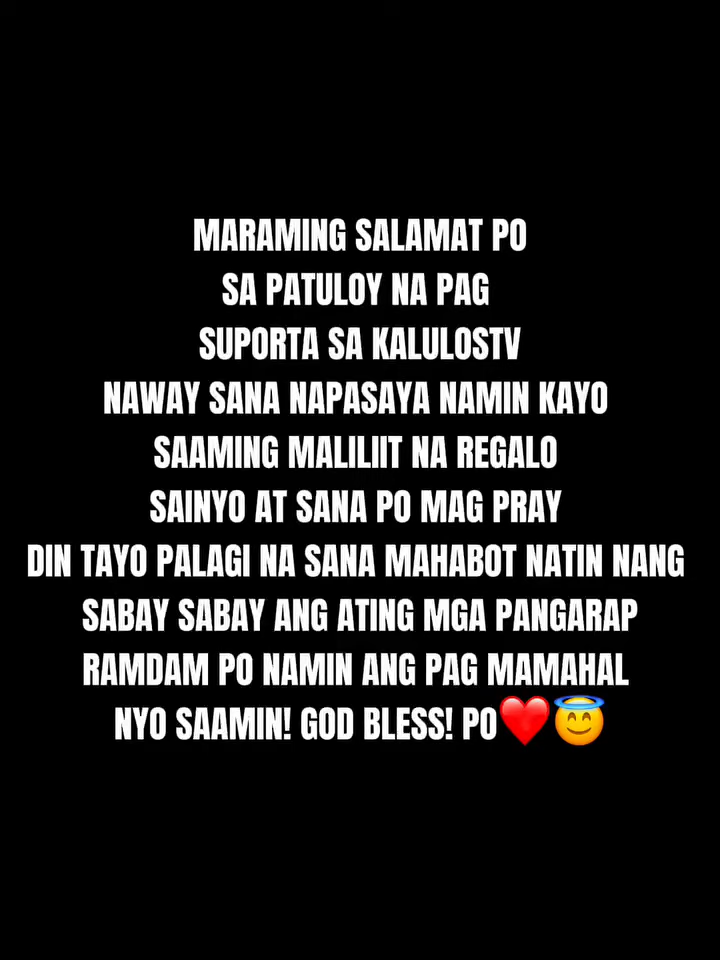 MARAMING SALAMAT PO
SA PATULOY NA PAG
SUPORTA SA KALULOSTV
NAWAY SANA NAPASAYA NAMIN KAYO
SAAMING MALILIIT NA REGALO
SAINYO AT SANA PO MAG PRAY
DIN TAYO PALAGI NA SANA MAHABOT NATIN NANG
SABAY SABAY ANG ATING MGA PANGARAP
RAMDAM PO NAMIN ANG PAG MAMAHAL
NYO SAAMIN! GOD BLESS! PO❤️😇